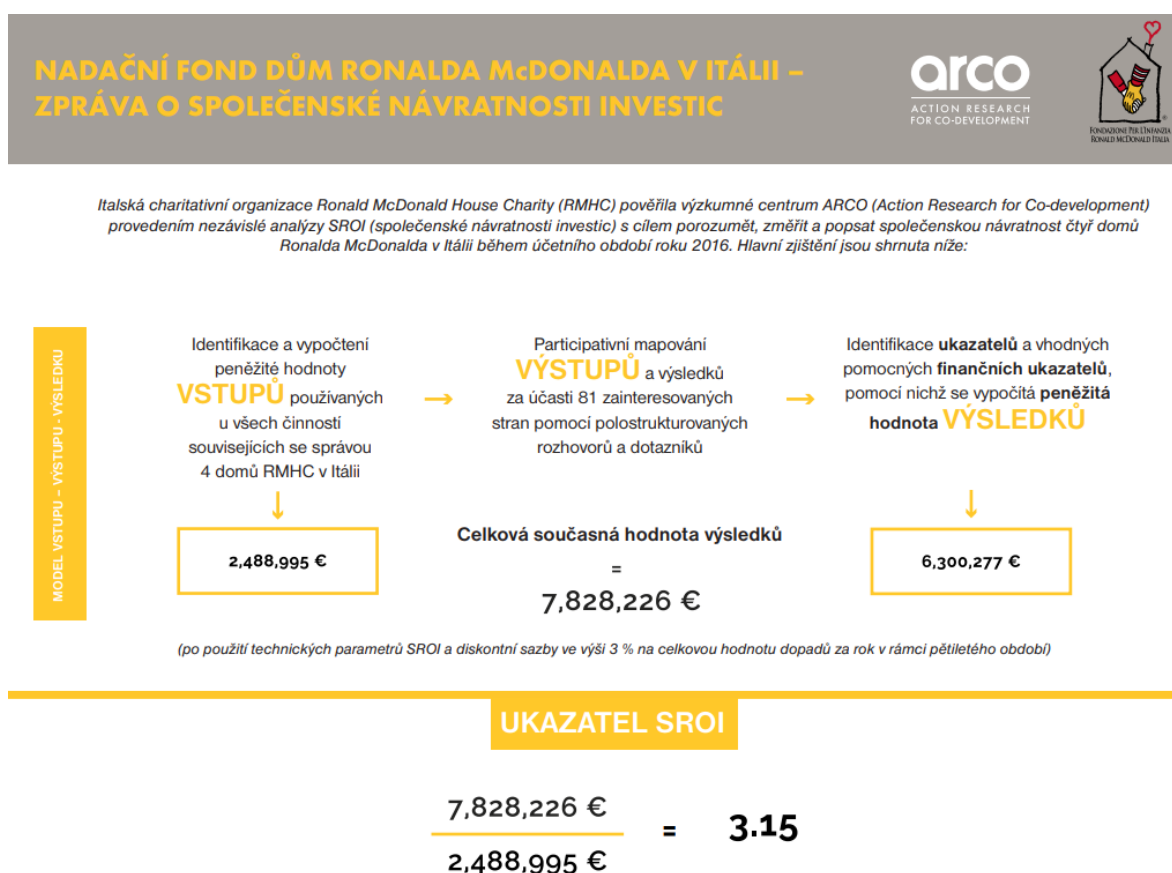 NADAČNÍ FOND DŮM RONALDA McDONALDA V ITÁLII –
ZPRÁVA O SPOLEČENSKÉ NÁVRATNOSTI INVESTIC
arco
ACTION RESEARCH
FOR CO-DEVELOPMENT
FONDAZIONE PER L'INFANZIA
RONALD McDONALD ITALIA
Italská charitativní organizace Ronald McDonald House Charity (RMHC) pověřila výzkumné centrum ARCO (Action Research for Co-development)
provedením nezávislé analýzy SROI (společenské návratnosti investic) s cílem porozumět, změřit a popsat společenskou návratnost čtyř domů
Ronalda McDonalda v Itálii během účetního období roku 2016. Hlavní zjištění jsou shrnuta níže:
MODEL VSTUPU – VÝSTUPU - VÝSLEDKU
Identifikace a vypočtení
peněžité hodnoty
VSTUPŮ používaných
u všech činností
souvisejících se správou
4 domů RMHC v Itálii
→
Participativní mapování
VÝSTUPŮ a výsledků
za účasti 81 zainteresovaných
stran pomocí polostrukturovaných
rozhovorů a dotazníků
→
Identifikace ukazatelů a vhodných
pomocných finančních ukazatelů,
pomocí nichž se vypočítá peněžitá
hodnota VÝSLEDKŮ
↓
↓
2,488,995 €
Celková současná hodnota výsledků
=
7,828,226 €
6,300,277 €
(po použití technických parametrů SROI a diskontní sazby ve výši 3 % na celkovou hodnotu dopadů za rok v rámci pětiletého období)
UKAZATEL SROI
7,828,226 €
2,488,995 €
= 3.15